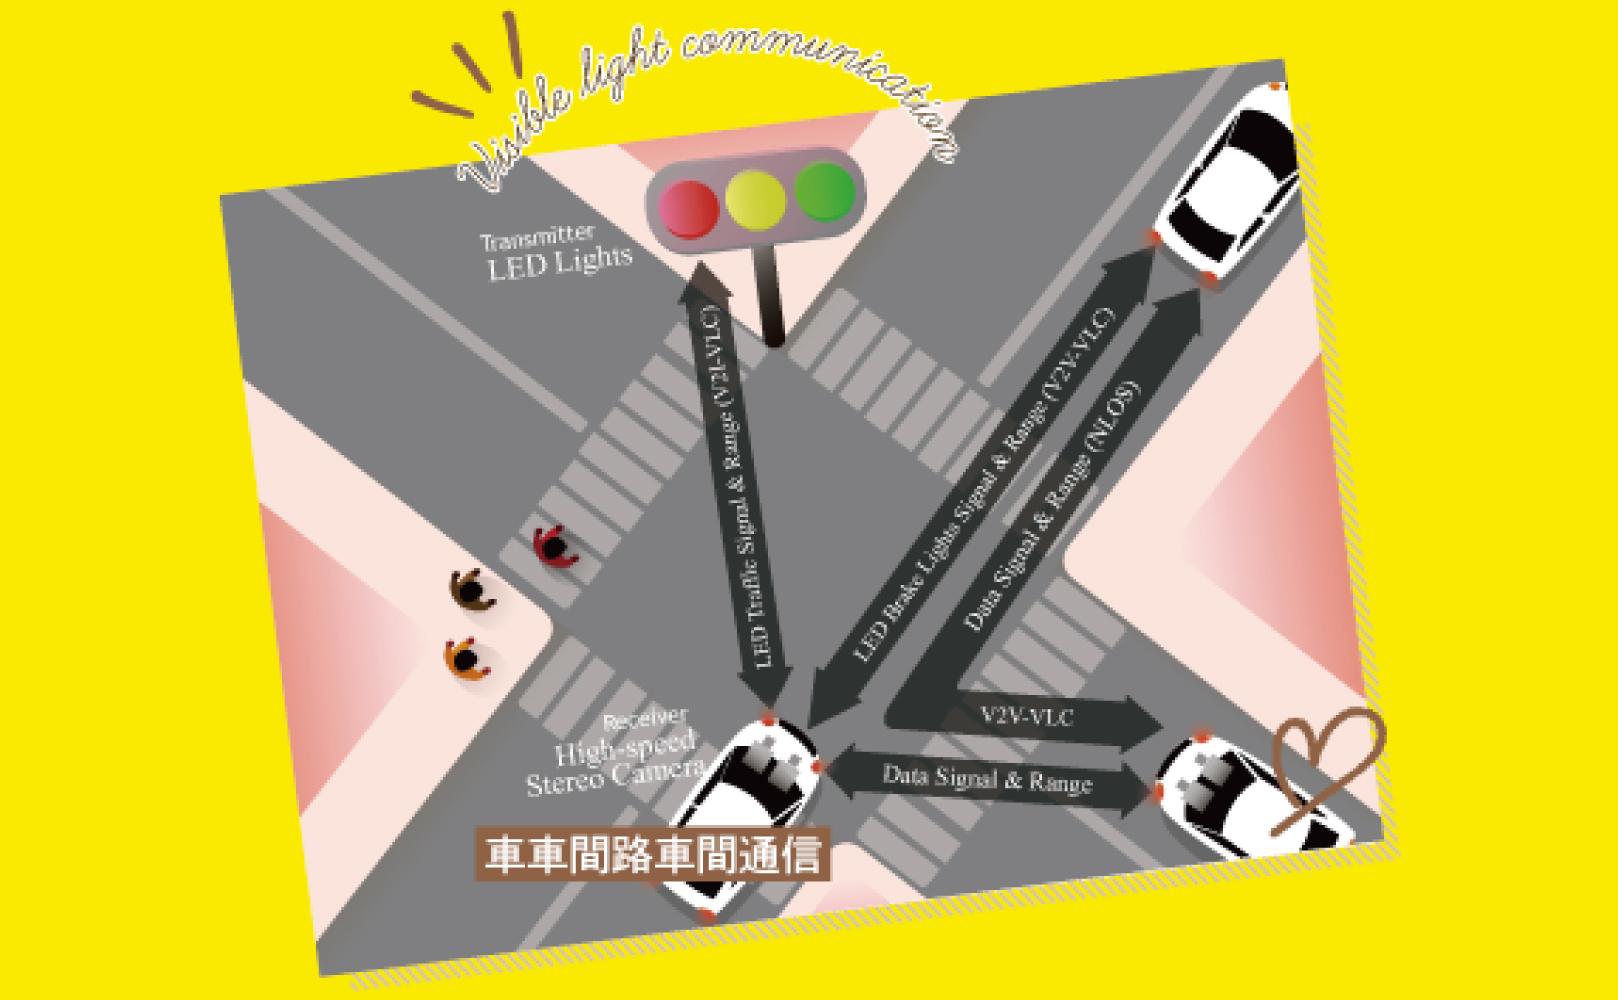 Visible light communication
Transmitter
LED Lights
LED Traffic Signal & Range (V2I-VLC)
LED Brake Lights Signal & Range (V2V-VLC)
Data Signal & Range (NLOS)
V2V-VLC
Data Signal & Range
Receiver
High-speed
Stereo Camera
車車間路車間通信